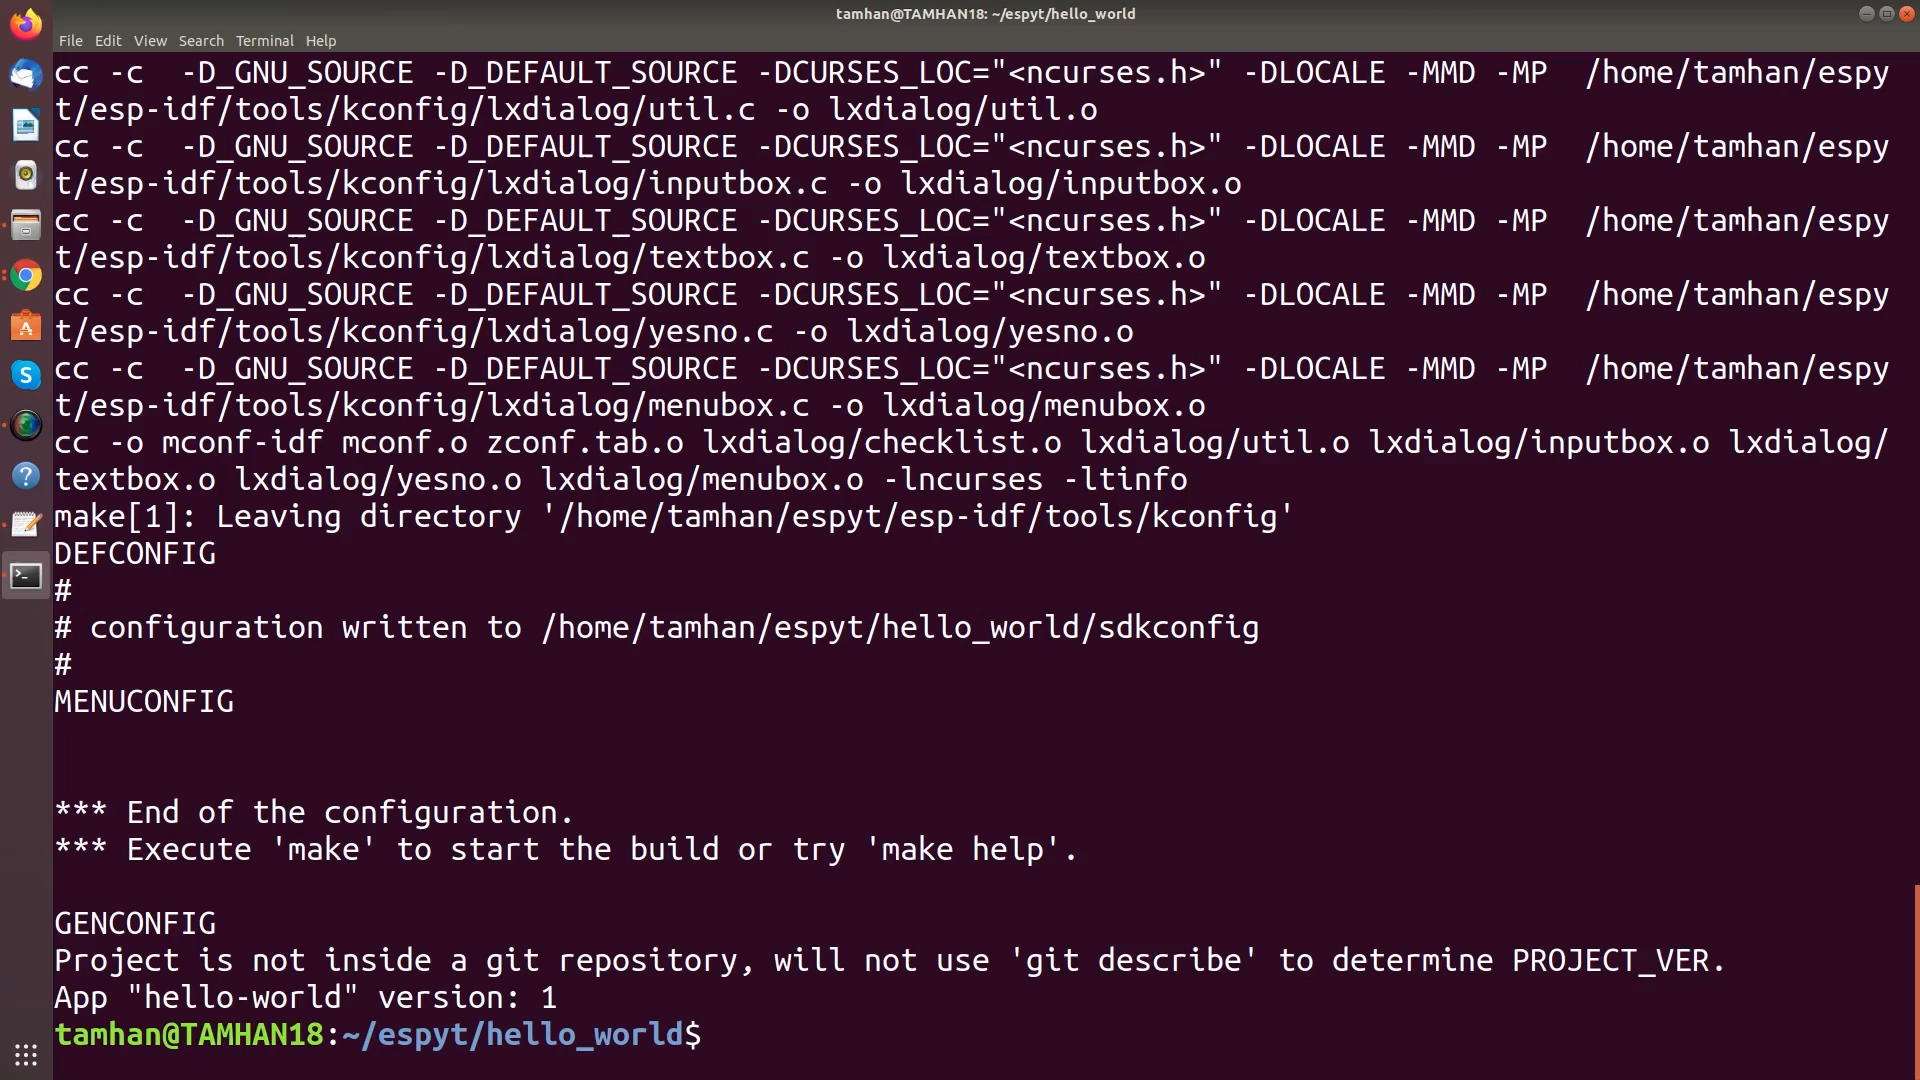 tamhan@TAMHAN18: ~/espyt/hello_world
File Edit View Search Terminal Help
cc -c  -D_GNU_SOURCE -D_DEFAULT_SOURCE -DCURSES_LOC="<ncurses.h>" -DLOCALE -MMD -MP  /home/tamhan/espy
t/esp-idf/tools/kconfig/lxdialog/util.c -o lxdialog/util.o
cc -c  -D_GNU_SOURCE -D_DEFAULT_SOURCE -DCURSES_LOC="<ncurses.h>" -DLOCALE -MMD -MP  /home/tamhan/espy
t/esp-idf/tools/kconfig/lxdialog/inputbox.c -o lxdialog/inputbox.o
cc -c  -D_GNU_SOURCE -D_DEFAULT_SOURCE -DCURSES_LOC="<ncurses.h>" -DLOCALE -MMD -MP  /home/tamhan/espy
t/esp-idf/tools/kconfig/lxdialog/textbox.c -o lxdialog/textbox.o
cc -c  -D_GNU_SOURCE -D_DEFAULT_SOURCE -DCURSES_LOC="<ncurses.h>" -DLOCALE -MMD -MP  /home/tamhan/espy
t/esp-idf/tools/kconfig/lxdialog/yesno.c -o lxdialog/yesno.o
cc -c  -D_GNU_SOURCE -D_DEFAULT_SOURCE -DCURSES_LOC="<ncurses.h>" -DLOCALE -MMD -MP  /home/tamhan/espy
t/esp-idf/tools/kconfig/lxdialog/menubox.c -o lxdialog/menubox.o
cc -o mconf-idf mconf.o zconf.tab.o lxdialog/checklist.o lxdialog/util.o lxdialog/inputbox.o lxdialog/
textbox.o lxdialog/yesno.o lxdialog/menubox.o -lncurses -ltinfo
make[1]: Leaving directory '/home/tamhan/espyt/esp-idf/tools/kconfig'
DEFCONFIG
#
# configuration written to /home/tamhan/espyt/hello_world/sdkconfig
#
MENUCONFIG
*** End of the configuration.
*** Execute 'make' to start the build or try 'make help'.
GENCONFIG
Project is not inside a git repository, will not use 'git describe' to determine PROJECT_VER.
App "hello-world" version: 1
tamhan@TAMHAN18:~/espyt/hello_world$